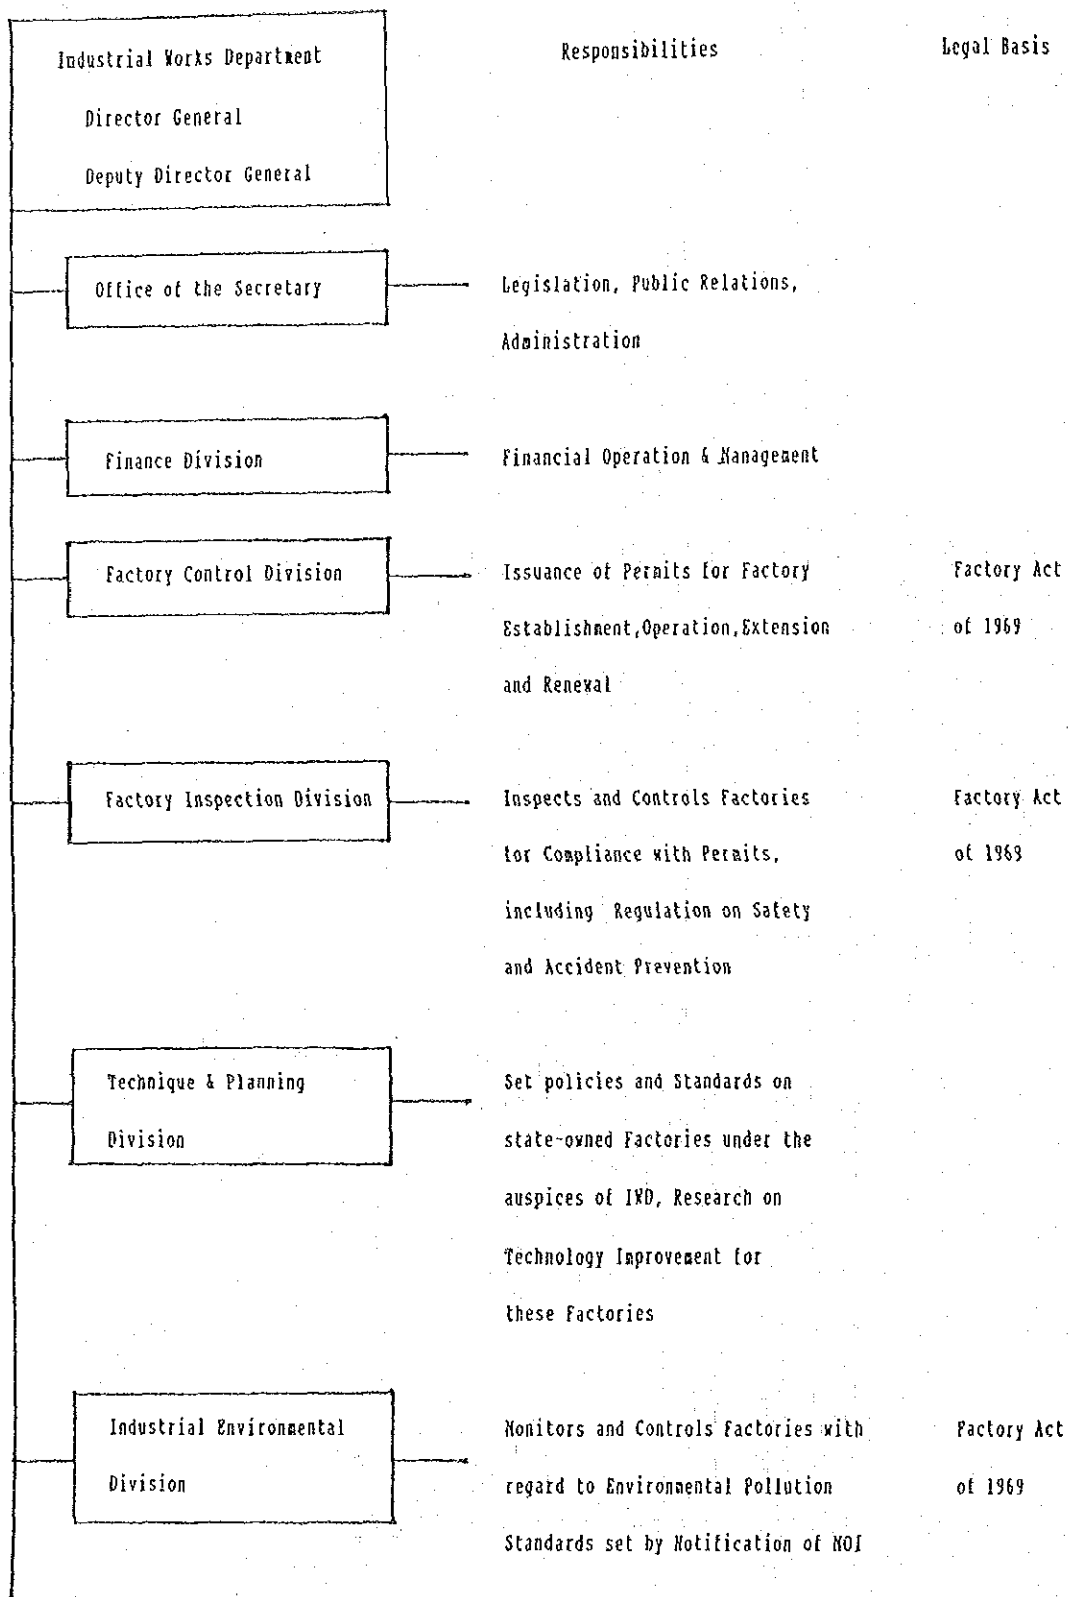 Industrial Works Department Responsibilities Legal Basis
Director General
Deputy Director General
Office of the Secretary Legislation, Public Relations,
Administration
Finance Division Financial Operation & Management
Factory Control Division Issuance of Permits for Factory Factory Act
Establishment,Operation,Extension of 1969
and Renewal
Factory Inspection Division Inspects and Controls Factories Factory Act
for Compliance with Permits, of 1969
including Regulation on Safety
and Accident Prevention
Technique & Planning Set policies and Standards on
Division state-owned Factories under the
auspices of IWD, Research on
Technology Improvement for
these Factories
Industrial Environmental Monitors and Controls Factories with Factory Act
Division regard to Environmental Pollution of 1969
Standards set by Notification of MOI